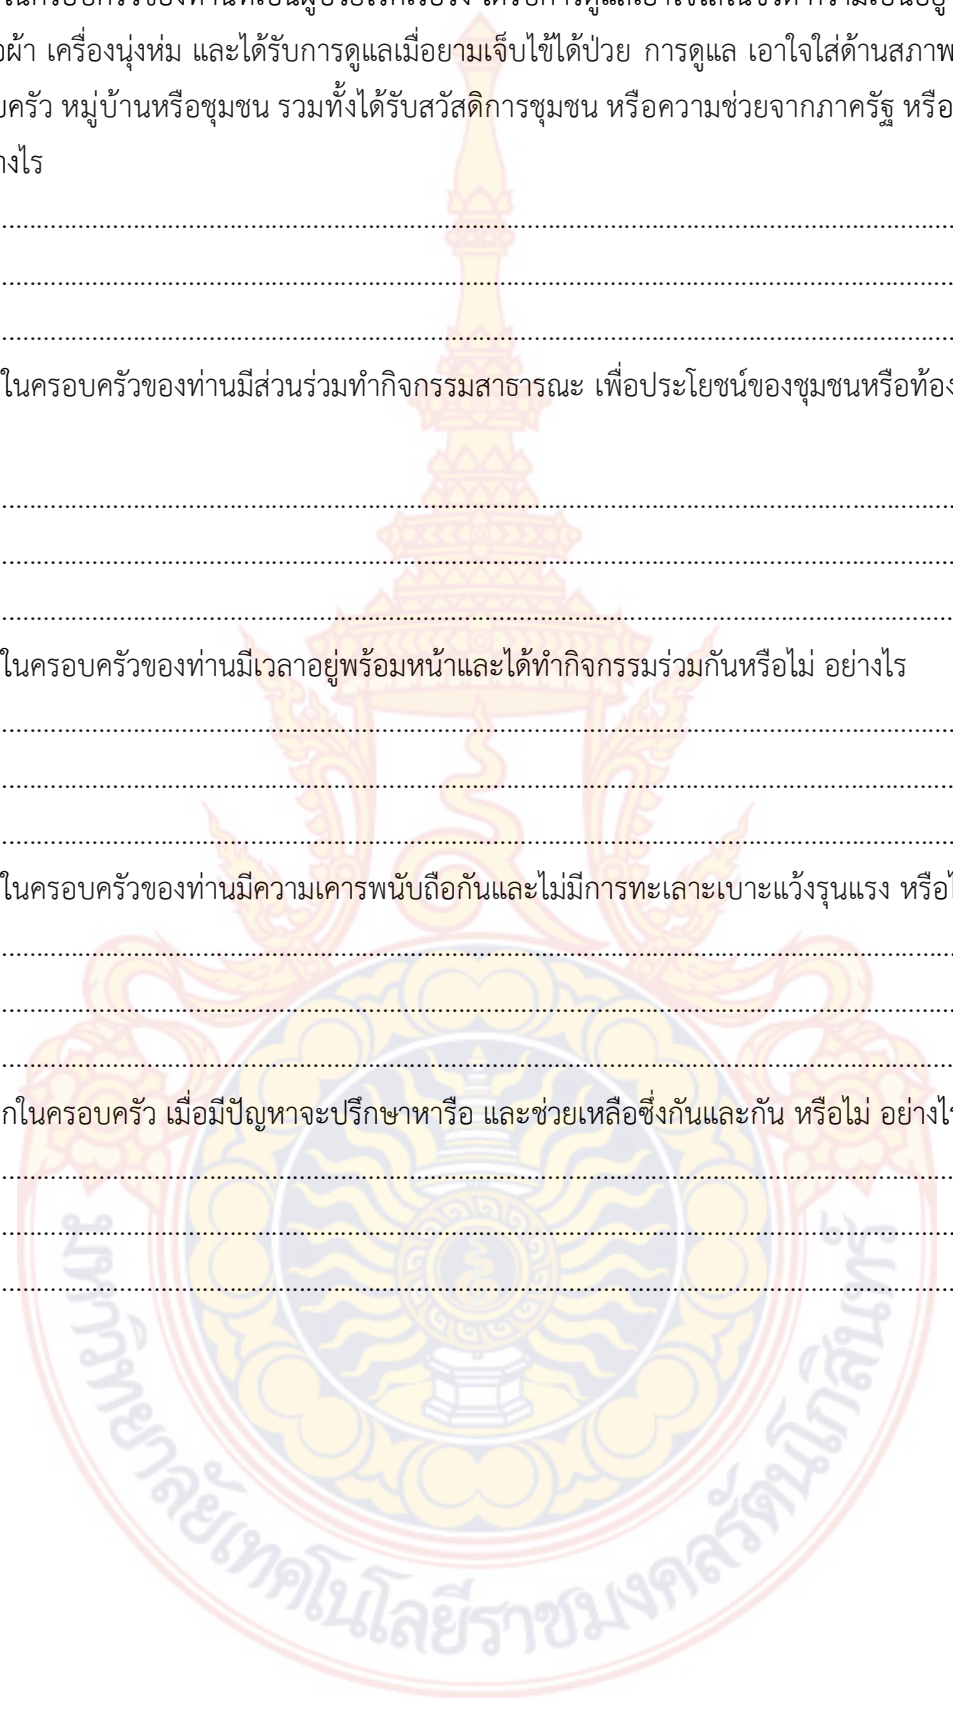 ในครอบครัวของท่านที่เป็นผู้ป่วยโรคเรื้อรัง ได้รับการดูแลเอาใจใส่ในชีวิตความเป็นอยู่
ผ้า เครื่องนุ่งห่ม และได้รับการดูแลเมื่อยามเจ็บไข้ได้ป่วย การดูแล เอาใจใส่ด้านสภาพ
บครัว หมู่บ้านหรือชุมชน รวมทั้งได้รับสวัสดิการชุมชน หรือความช่วยจากภาครัฐ หรือ
างไร
................................................................................
................................................................................
................................................................................
ในครอบครัวของท่านมีส่วนร่วมทำกิจกรรมสาธารณะ เพื่อประโยชน์ของชุมชนหรือท้อง
................................................................................
................................................................................
................................................................................
ในครอบครัวของท่านมีเวลาอยู่พร้อมหน้าและได้ทำกิจกรรมร่วมกันหรือไม่ อย่างไร
................................................................................
................................................................................
................................................................................
ในครอบครัวของท่านมีความเคารพนับถือกันและไม่มีการทะเลาะเบาะแว้งรุนแรง หรือไ
................................................................................
................................................................................
................................................................................
กในครอบครัว เมื่อมีปัญหาจะปรึกษาหารือ และช่วยเหลือซึ่งกันและกัน หรือไม่ อย่างไร
................................................................................
................................................................................
................................................................................
มหาวิทยาลัยเทคโนโลยีราชมงคลรัตนโกสินทร์